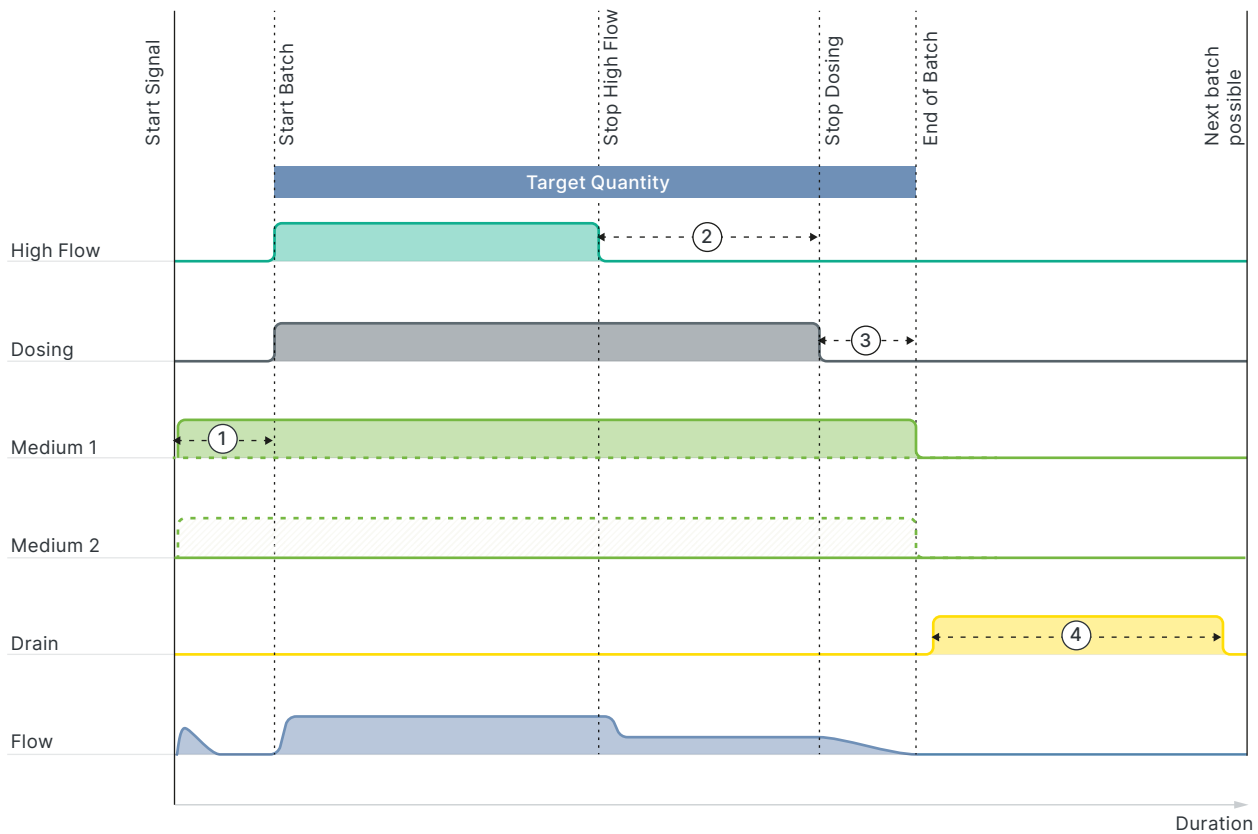 Start Signal
Start Batch
Stop High Flow
Stop Dosing
End of Batch
Next batch
possible
Target Quantity
High Flow
2
Dosing
3
Medium 1
1
Medium 2
Drain
4
Flow
Duration